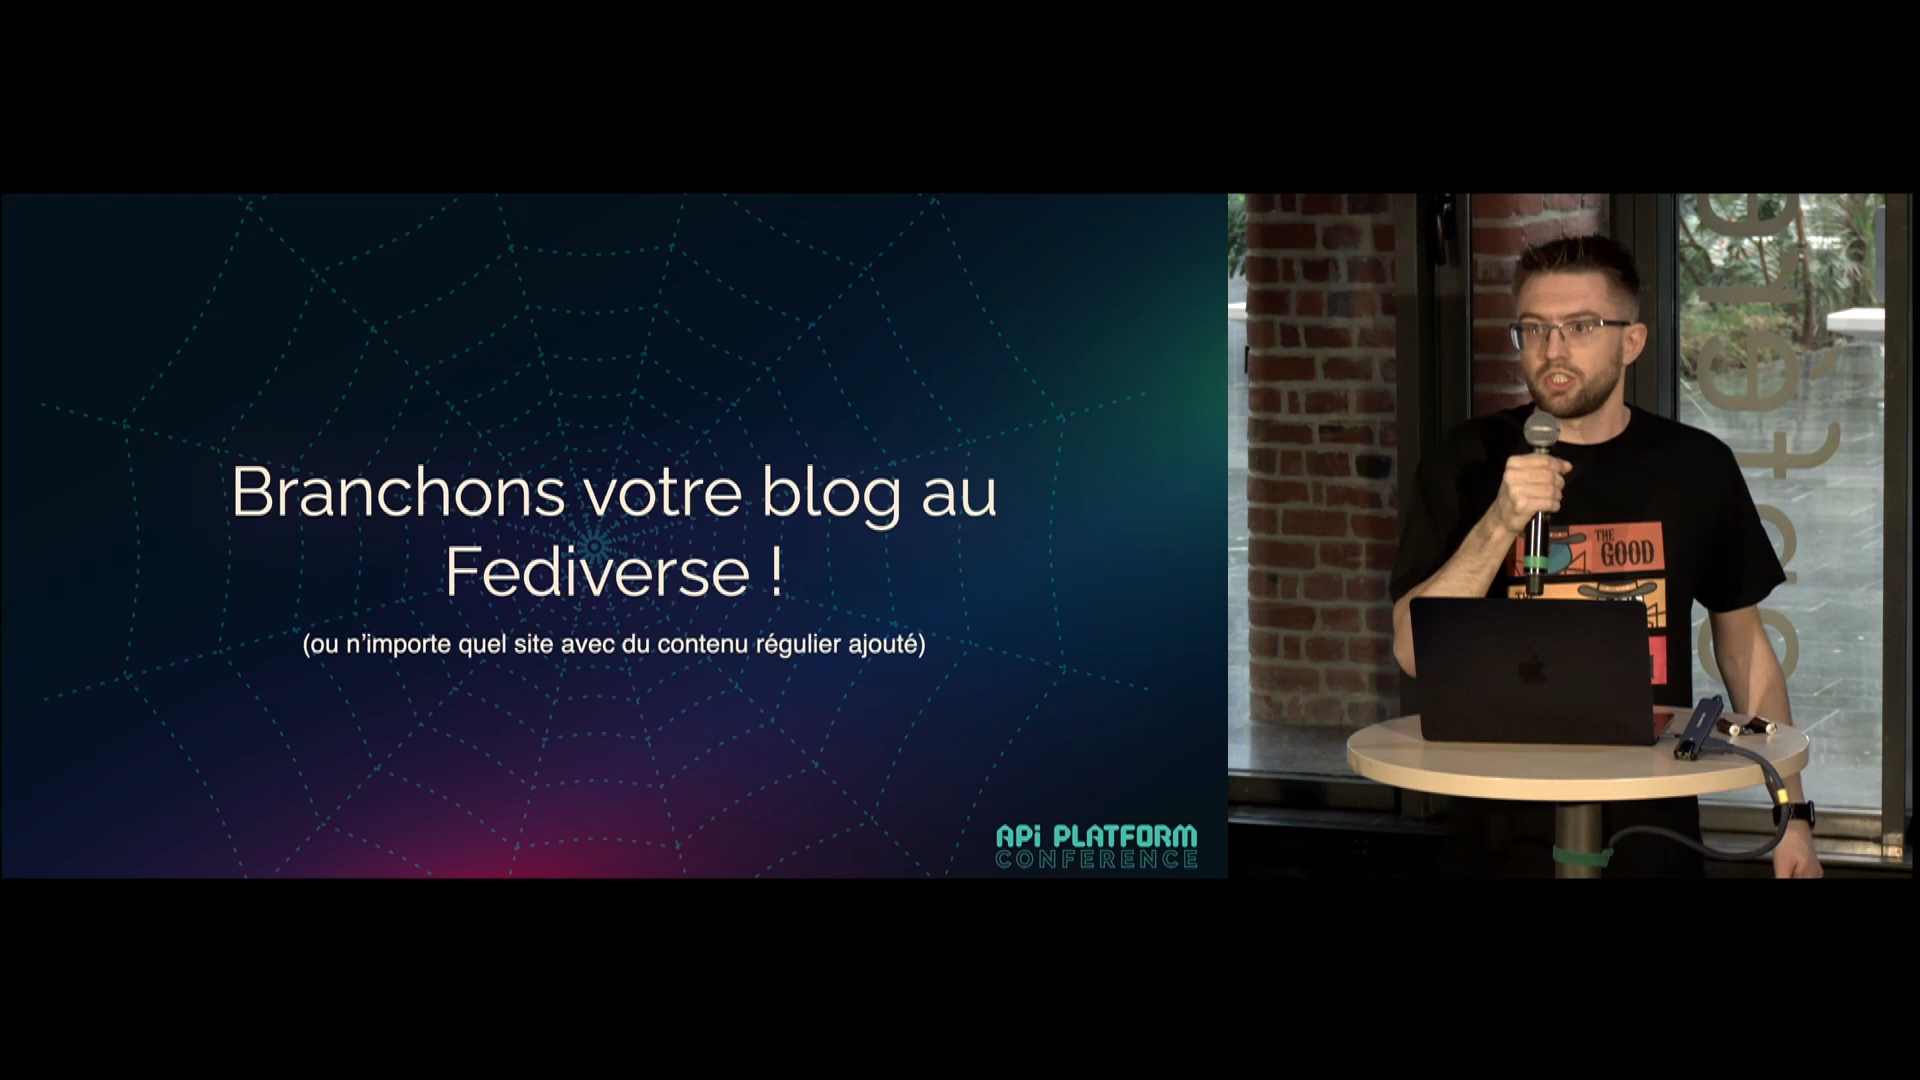 Branchons votre blog au
Fediverse !
(ou n'importe quel site avec du contenu régulier ajouté)
API PLATFORM
CONFERENCE
THE
GOOD
THE